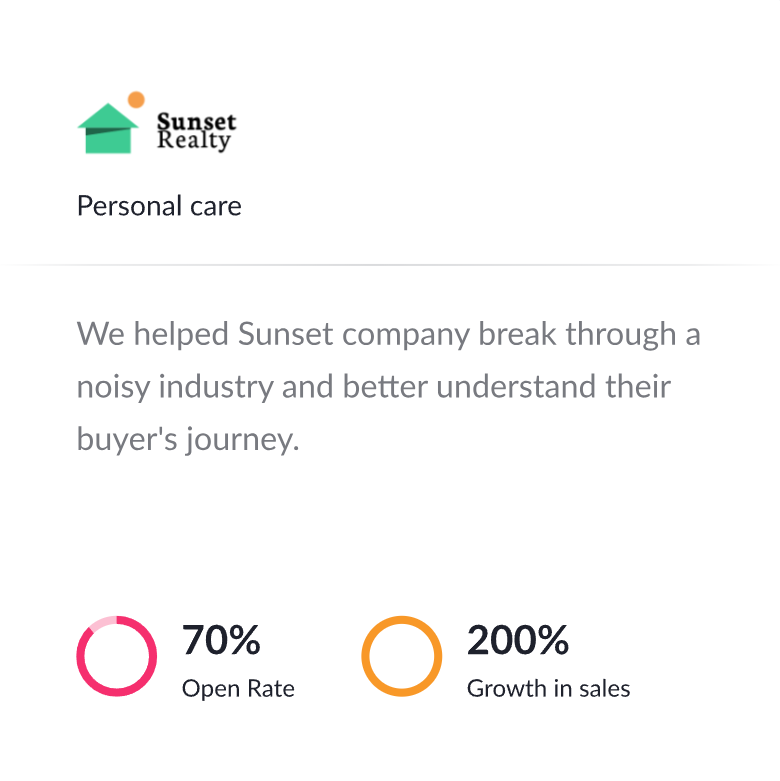 Sunset
Realty
Personal care
We helped Sunset company break through a
noisy industry and better understand their
buyer's journey.
70%
Open Rate
200%
Growth in sales